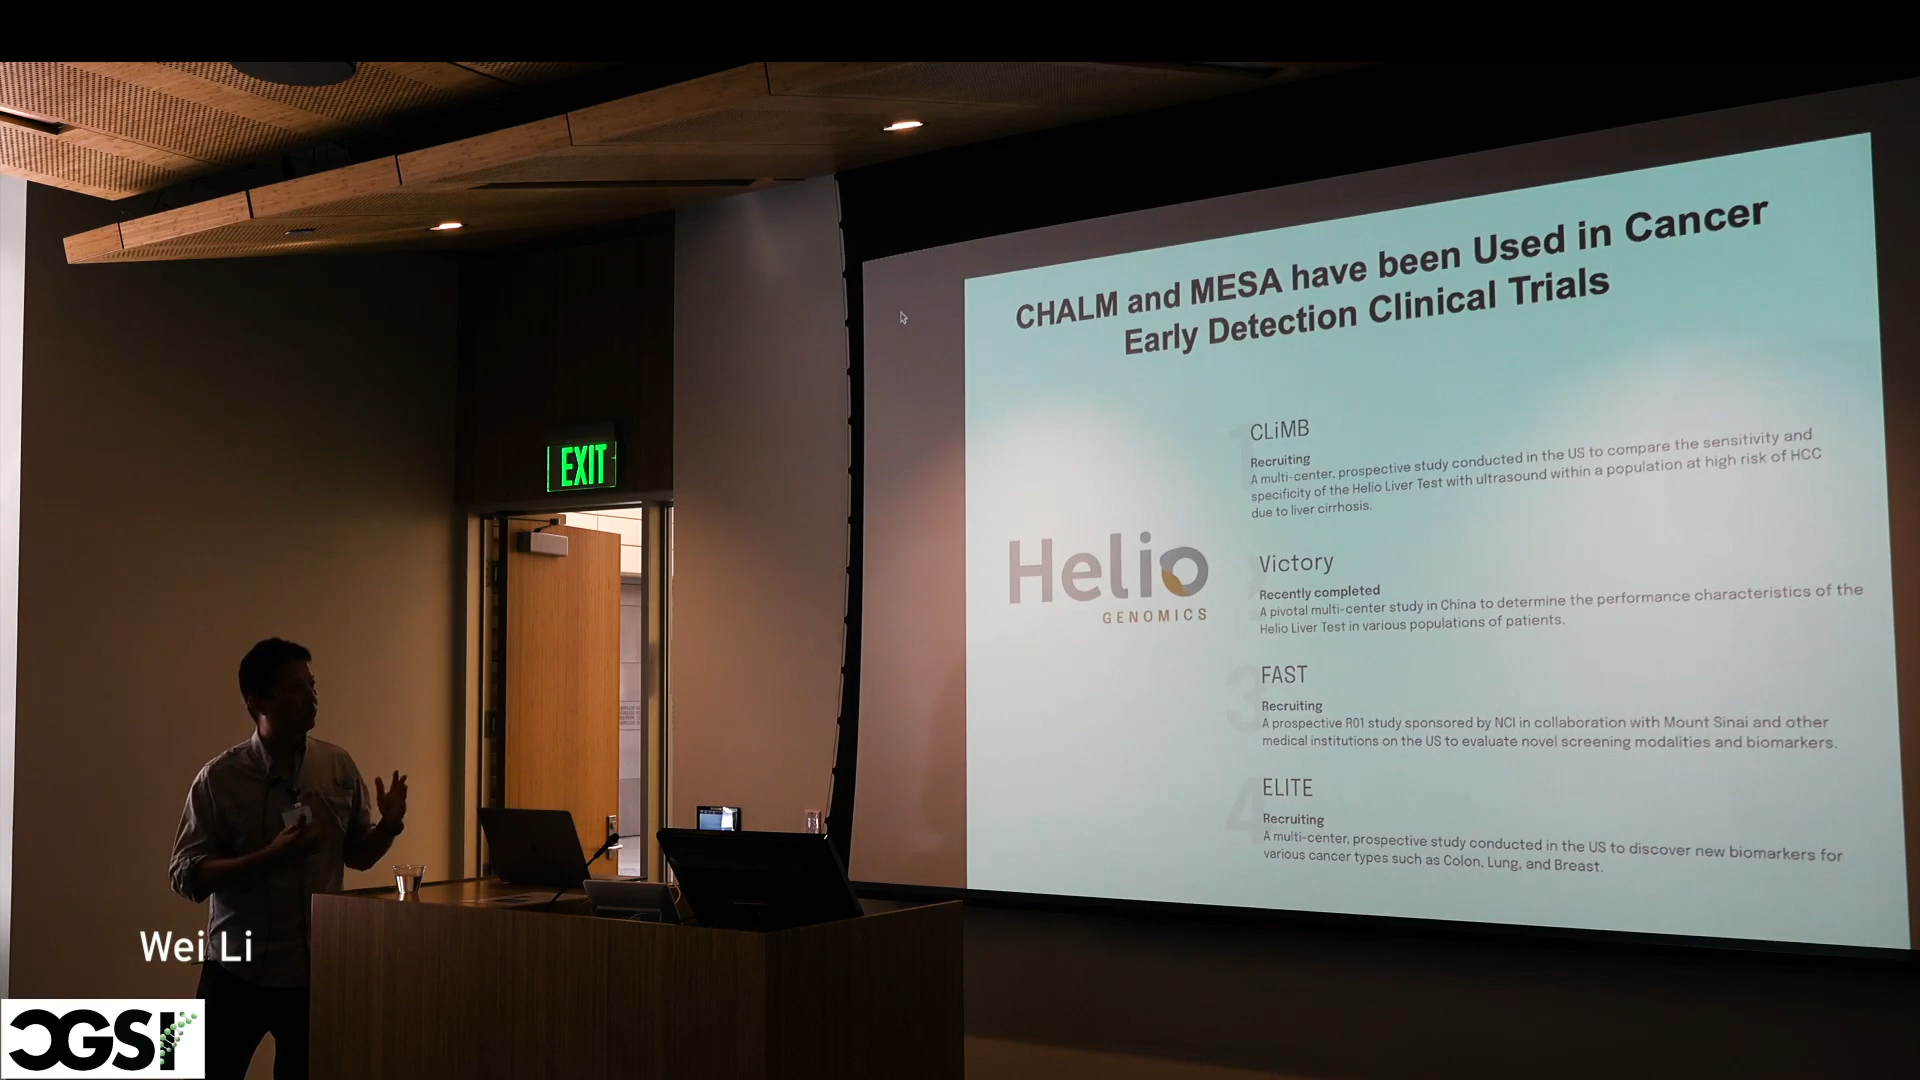 CHALM and MESA have been Used in Cancer
Early Detection Clinical Trials
Helio
GENOMICS
1
CLiMB
Recruiting
A multi-center, prospective study conducted in the US to compare the sensitivity and
specificity of the Helio Liver Test with ultrasound within a population at high risk of HCC
due to liver cirrhosis.
2
Victory
Recently completed
A pivotal multi-center study in China to determine the performance characteristics of the
Helio Liver Test in various populations of patients.
3
FAST
Recruiting
A prospective R01 study sponsored by NCI in collaboration with Mount Sinai and other
medical institutions on the US to evaluate novel screening modalities and biomarkers.
4
ELITE
Recruiting
A multi-center, prospective study conducted in the US to discover new biomarkers for
various cancer types such as Colon, Lung, and Breast.
EXIT
Wei Li
CGSI